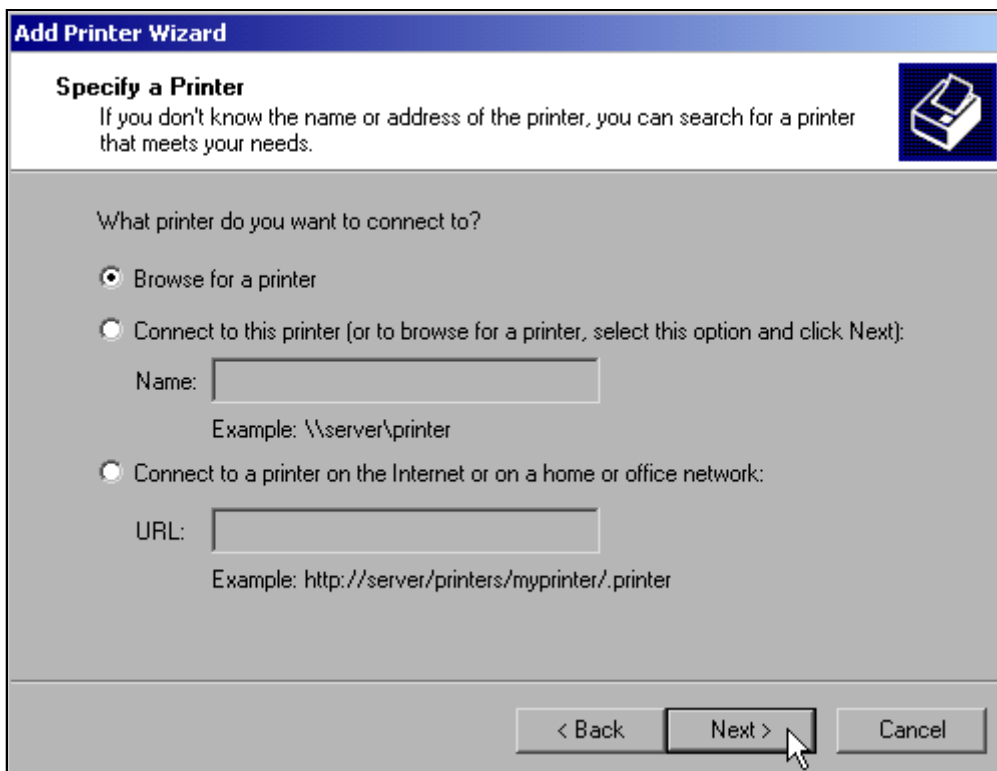 Add Printer Wizard
Specify a Printer
If you don't know the name or address of the printer, you can search for a printer
that meets your needs.
What printer do you want to connect to?
Browse for a printer
Connect to this printer (or to browse for a printer, select this option and click Next):
Name:
Example: \\server\printer
Connect to a printer on the Internet or on a home or office network:
URL:
Example: http://server/printers/myprinter/.printer
< Back Next > Cancel